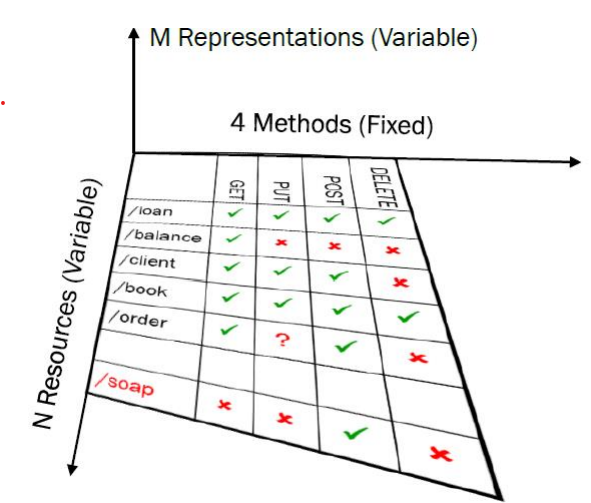 M Representations (Variable)
4 Methods (Fixed)
N Resources (Variable)
GET PUT POST DELETE
/loan
/balance
/client
/book
/order
?
/soap